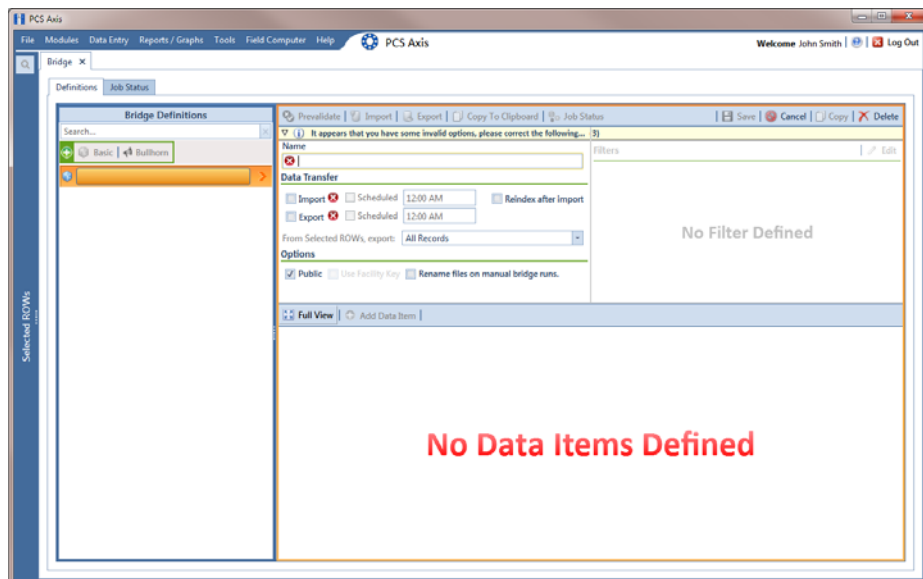 PCS Axis
File Modules Data Entry Reports / Graphs Tools Field Computer Help PCS Axis Welcome John Smith Log Out
Bridge ×
Definitions Job Status
Bridge Definitions
Search...
Basic Bullhorn
Prevalidate Import Export Copy To Clipboard Job Status Save Cancel Copy Delete
It appears that you have some invalid options, please correct the following... 3)
Name
Filters Edit
Data Transfer
Import Scheduled 12:00 AM Reindex after import
Export Scheduled 12:00 AM
From Selected ROWs, export: All Records
No Filter Defined
Options
Public Use Facility Key Rename files on manual bridge runs.
Selected ROWs
Full View Add Data Item
No Data Items Defined